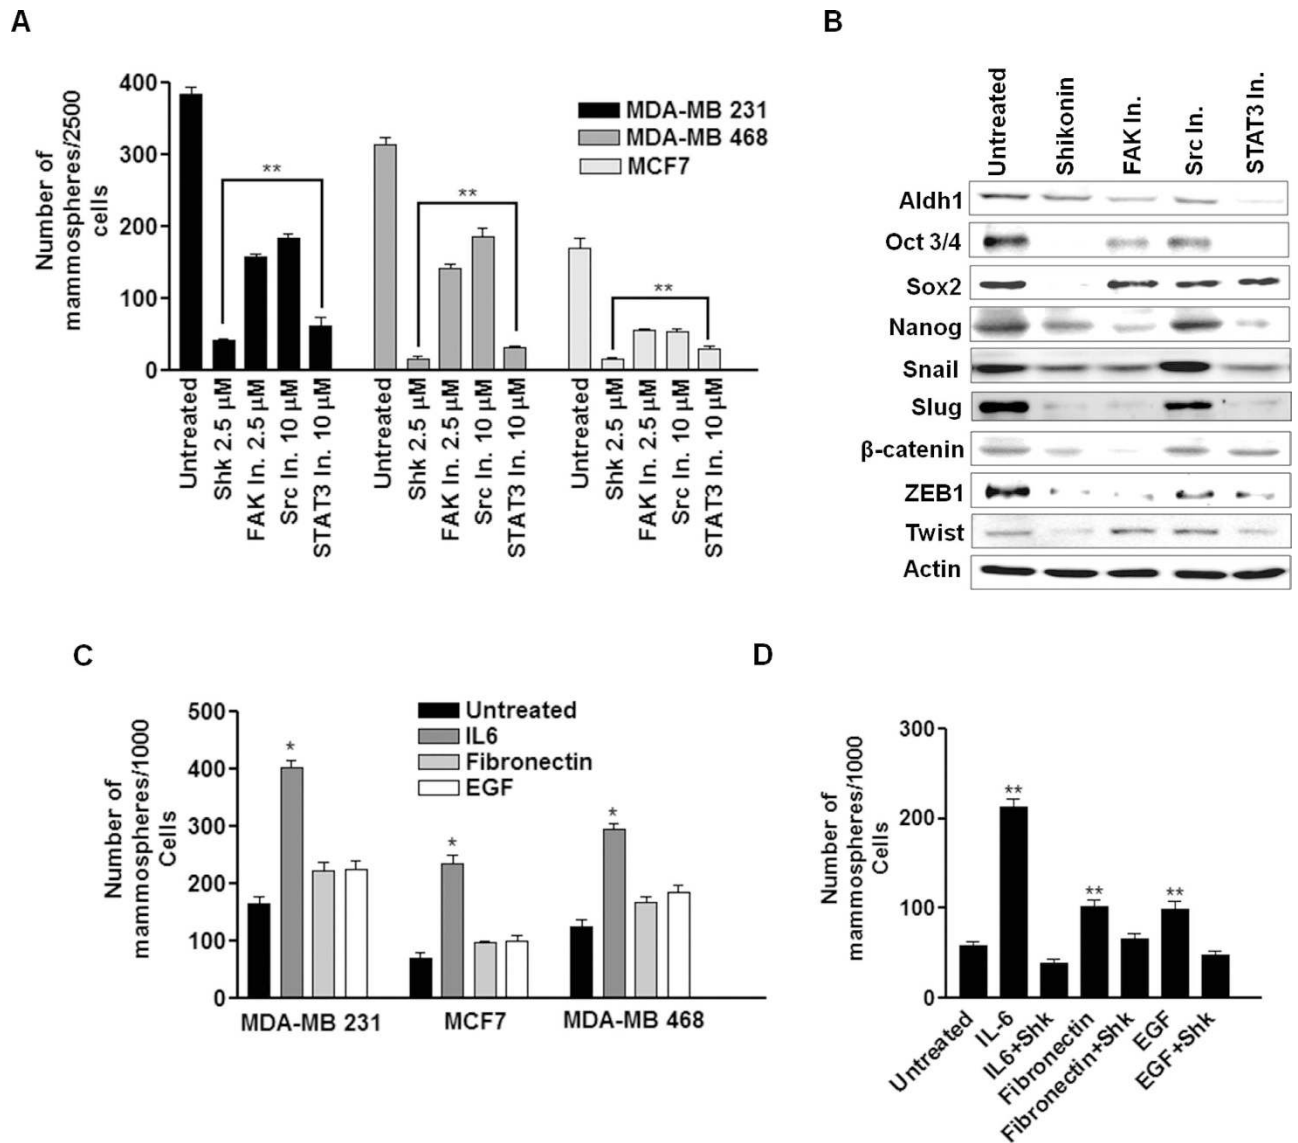 A
Number of
mammospheres/2500
cells
400
300
200
100
0
**
**
**
MDA-MB 231
MDA-MB 468
MCF7
Untreated
Shk 2.5 µM
FAK In. 2.5 µM
Src In. 10 µM
STAT3 In. 10 µM
Untreated
Shk 2.5 µM
FAK In. 2.5 µM
Src In. 10 µM
STAT3 In. 10 µM
Untreated
Shk 2.5 µM
FAK In. 2.5 µM
Src In. 10 µM
STAT3 In. 10 µM
B
Untreated
Shikonin
FAK In.
Src In.
STAT3 In.
Aldh1
Oct 3/4
Sox2
Nanog
Snail
Slug
β-catenin
ZEB1
Twist
Actin
C
Number of
mammospheres/1000
Cells
500
400
300
200
100
0
*
*
*
Untreated
IL6
Fibronectin
EGF
MDA-MB 231
MCF7
MDA-MB 468
D
Number of
mammospheres/1000
Cells
300
200
100
0
**
**
**
Untreated
IL-6
IL6+Shk
Fibronectin
Fibronectin+Shk
EGF
EGF+Shk